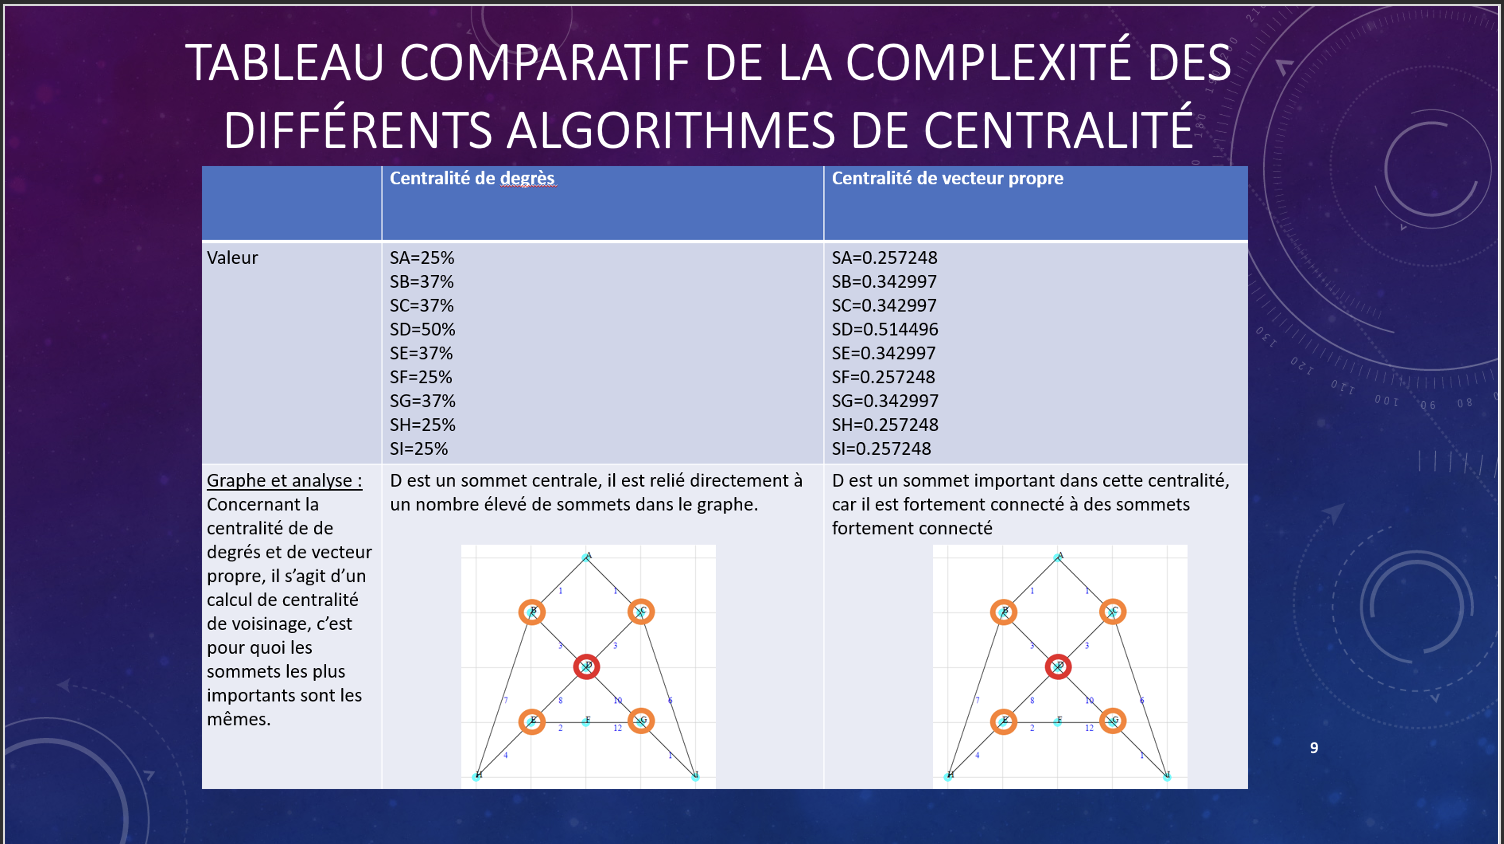 TABLEAU COMPARATIF DE LA COMPLEXITÉ DES
DIFFÉRENTS ALGORITHMES DE CENTRALITÉ
Centralité de degrès
Centralité de vecteur propre
Valeur
SA=25%
SB=37%
SC=37%
SD=50%
SE=37%
SF=25%
SG=37%
SH=25%
SI=25%
SA=0.257248
SB=0.342997
SC=0.342997
SD=0.514496
SE=0.342997
SF=0.257248
SG=0.342997
SH=0.257248
SI=0.257248
Graphe et analyse :
Concernant la
centralité de de
degrés et de vecteur
propre, il s’agit d’un
calcul de centralité
de voisinage, c’est
pour quoi les
sommets les plus
importants sont les
mêmes.
D est un sommet centrale, il est relié directement à
un nombre élevé de sommets dans le graphe.
A
1 1
B C
3 3
D
7 8 10 6
E F G
2 12
4 1
H I
D est un sommet important dans cette centralité,
car il est fortement connecté à des sommets
fortement connecté
A
1 1
B C
3 3
D
7 8 10 6
E F G
2 12
4 1
H I
9
210
180
130
120
110
100
90
80